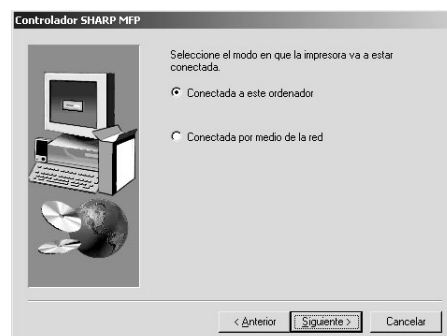 Controlador SHARP MFP
Seleccione el modo en que la impresora va a estar
conectada.
Conectada a este ordenador
Conectada por medio de la red
< Anterior
Siguiente >
Cancelar